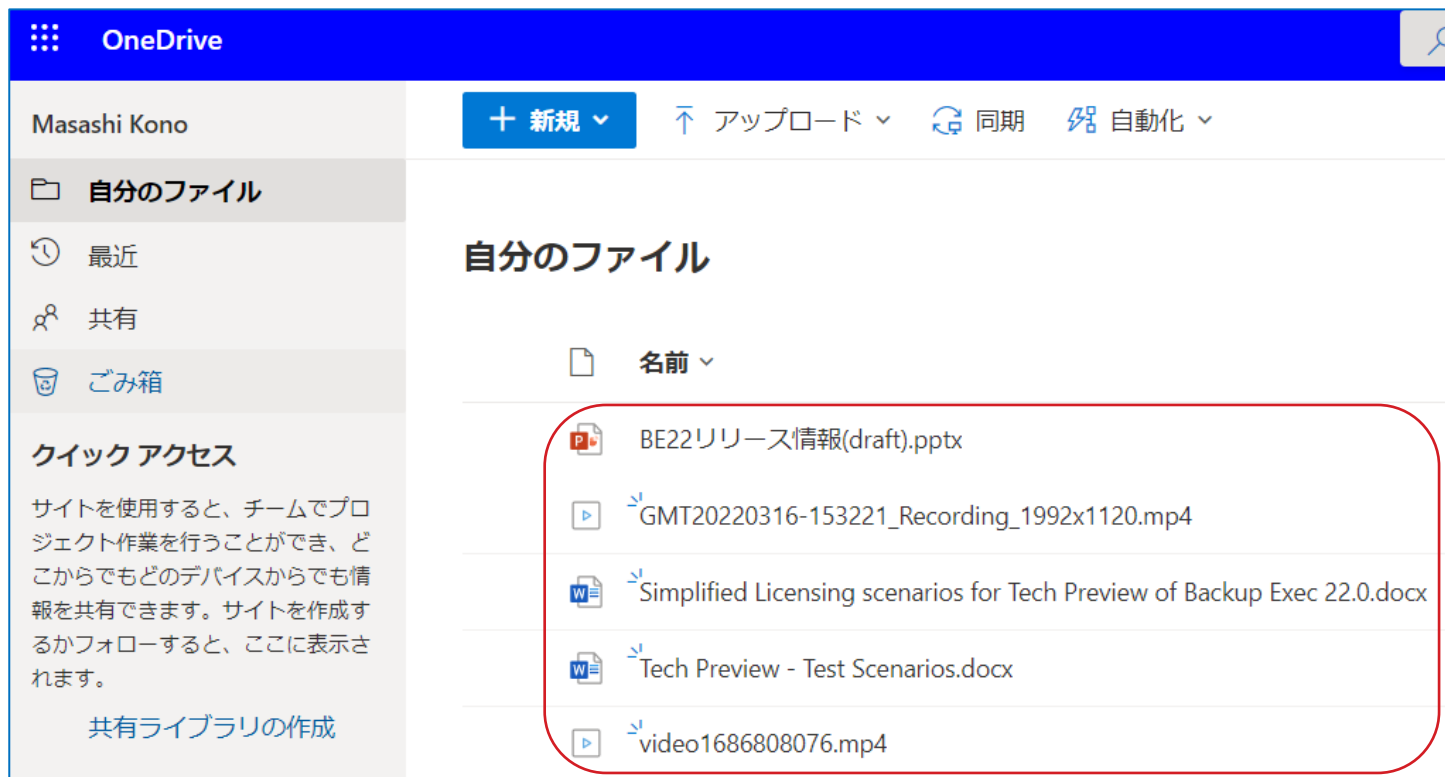 OneDrive
Masashi Kono
自分のファイル
最近
共有
ごみ箱
クイック アクセス
サイトを使用すると、チームでプロ
ジェクト作業を行うことができ、ど
こからでもどのデバイスからでも情
報を共有できます。サイトを作成す
るかフォローすると、ここに表示さ
れます。
共有ライブラリの作成
新規
アップロード
同期
自動化
自分のファイル
名前
BE22リリース情報(draft).pptx
GMT20220316-153221_Recording_1992x1120.mp4
Simplified Licensing scenarios for Tech Preview of Backup Exec 22.0.docx
Tech Preview - Test Scenarios.docx
video1686808076.mp4